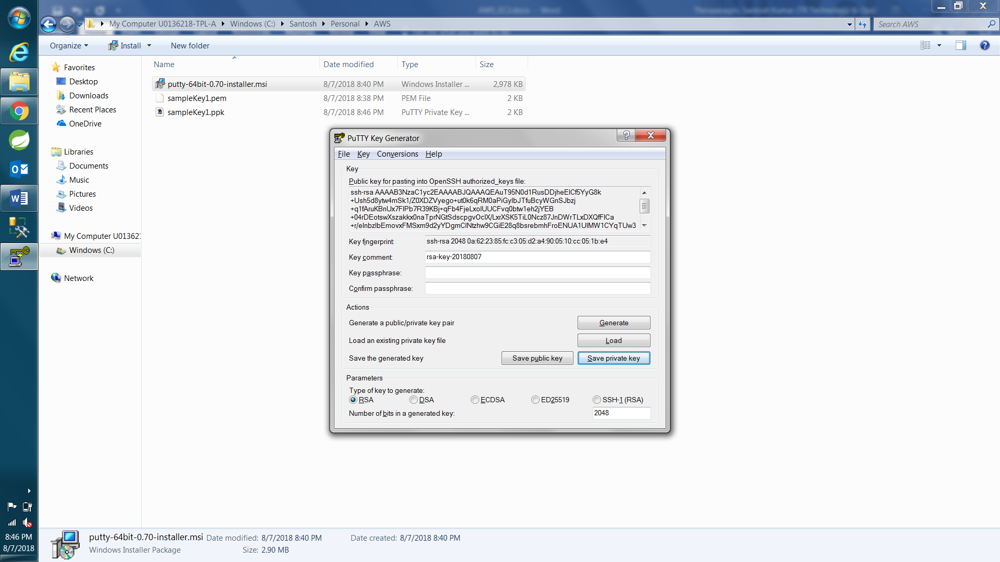 AWS_EC2.docx - Word
My Computer U0136218-TPL-A Windows (C:) Santosh Personal AWS
Search AWS
Organize Install New folder
Name Date modified Type Size
putty-64bit-0.70-installer.msi 8/7/2018 8:40 PM Windows Installer ... 2,978 KB
sampleKey1.pem 8/7/2018 8:38 PM PEM File 2 KB
sampleKey1.ppk 8/7/2018 8:46 PM PuTTY Private Key ... 2 KB
Favorites
Desktop
Downloads
Recent Places
OneDrive
Libraries
Documents
Music
Pictures
Videos
My Computer U01362
Windows (C:)
Network
PuTTY Key Generator
File Key Conversions Help
Key
Public key for pasting into OpenSSH authorized_keys file:
ssh-rsa AAAAB3NzaC1yc2EAAAABJQAAAQEAuT95N0d1RusDDjheElCf5YyG8k
+Ush5d8ytw4mSk1/Z0XDZVyego+ut0k6qRM0aPiGyIbJTfuBcyWGnSJbzj
+q1fAruKBnUx7FlPb7R39KBj+qFb4FjeLxoIUUCFvq0btw1eh2jYEB
+04rDEotswXszakkx0naTprNGtSdscpgvOclX/LxrXSK5TiL0Ncz87JnDWrTLxDXQfFlCa
+r/elnbzlbEmovxFMSxm9d2yYDgmClNtzhw9CGiE28q8bsrebmhFroENUA1UlMW1CYqTUw3
Key fingerprint: ssh-rsa 2048 0a:62:23:85:fc:c3:05:d2:a4:90:05:10:cc:05:1b:e4
Key comment: rsa-key-20180807
Key passphrase:
Confirm passphrase:
Actions
Generate a public/private key pair Generate
Load an existing private key file Load
Save the generated key Save public key Save private key
Parameters
Type of key to generate:
RSA DSA ECDSA ED25519 SSH-1 (RSA)
Number of bits in a generated key: 2048
8:46 PM
8/7/2018
putty-64bit-0.70-installer.msi Date modified: 8/7/2018 8:40 PM Date created: 8/7/2018 8:40 PM
Windows Installer Package Size: 2.90 MB